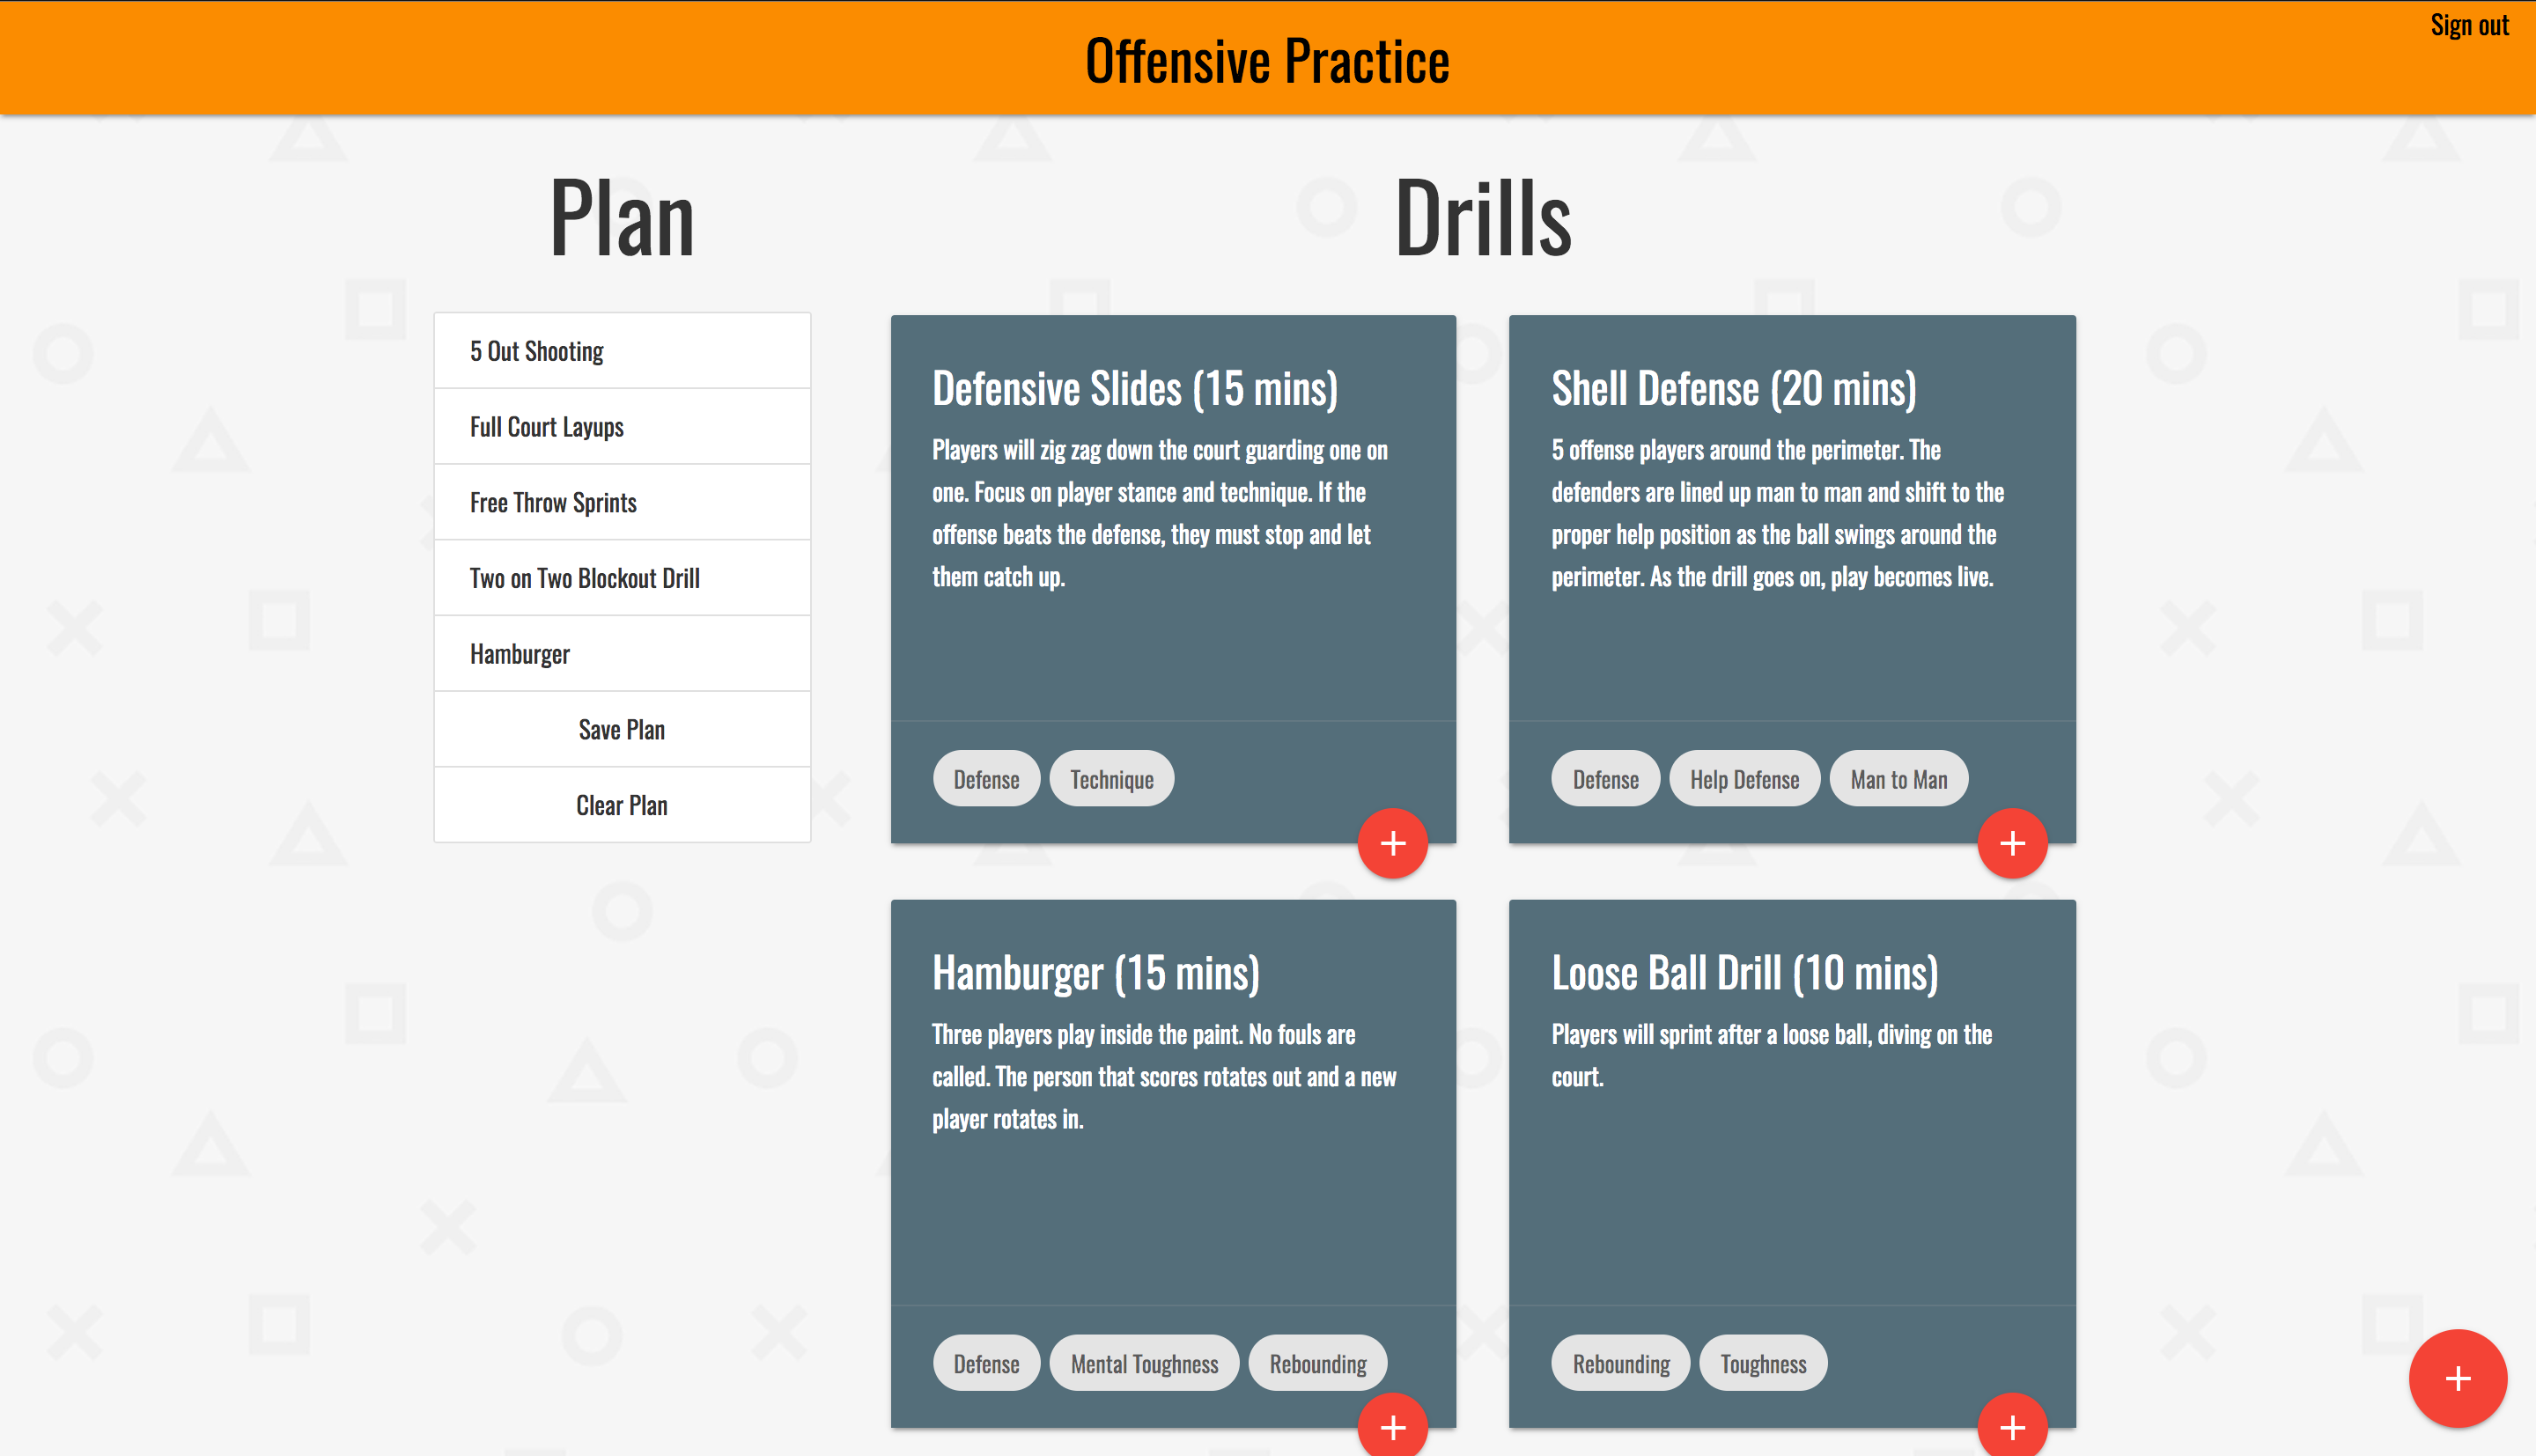 Sign out
Offensive Practice
Plan
5 Out Shooting
Full Court Layups
Free Throw Sprints
Two on Two Blockout Drill
Hamburger
Save Plan
Clear Plan
Drills
Defensive Slides (15 mins)
Players will zig zag down the court guarding one on
one. Focus on player stance and technique. If the
offense beats the defense, they must stop and let
them catch up.
Defense Technique
+
Shell Defense (20 mins)
5 offense players around the perimeter. The
defenders are lined up man to man and shift to the
proper help position as the ball swings around the
perimeter. As the drill goes on, play becomes live.
Defense Help Defense Man to Man
+
Hamburger (15 mins)
Three players play inside the paint. No fouls are
called. The person that scores rotates out and a new
player rotates in.
Defense Mental Toughness Rebounding
+
Loose Ball Drill (10 mins)
Players will sprint after a loose ball, diving on the
court.
Rebounding Toughness
+
+